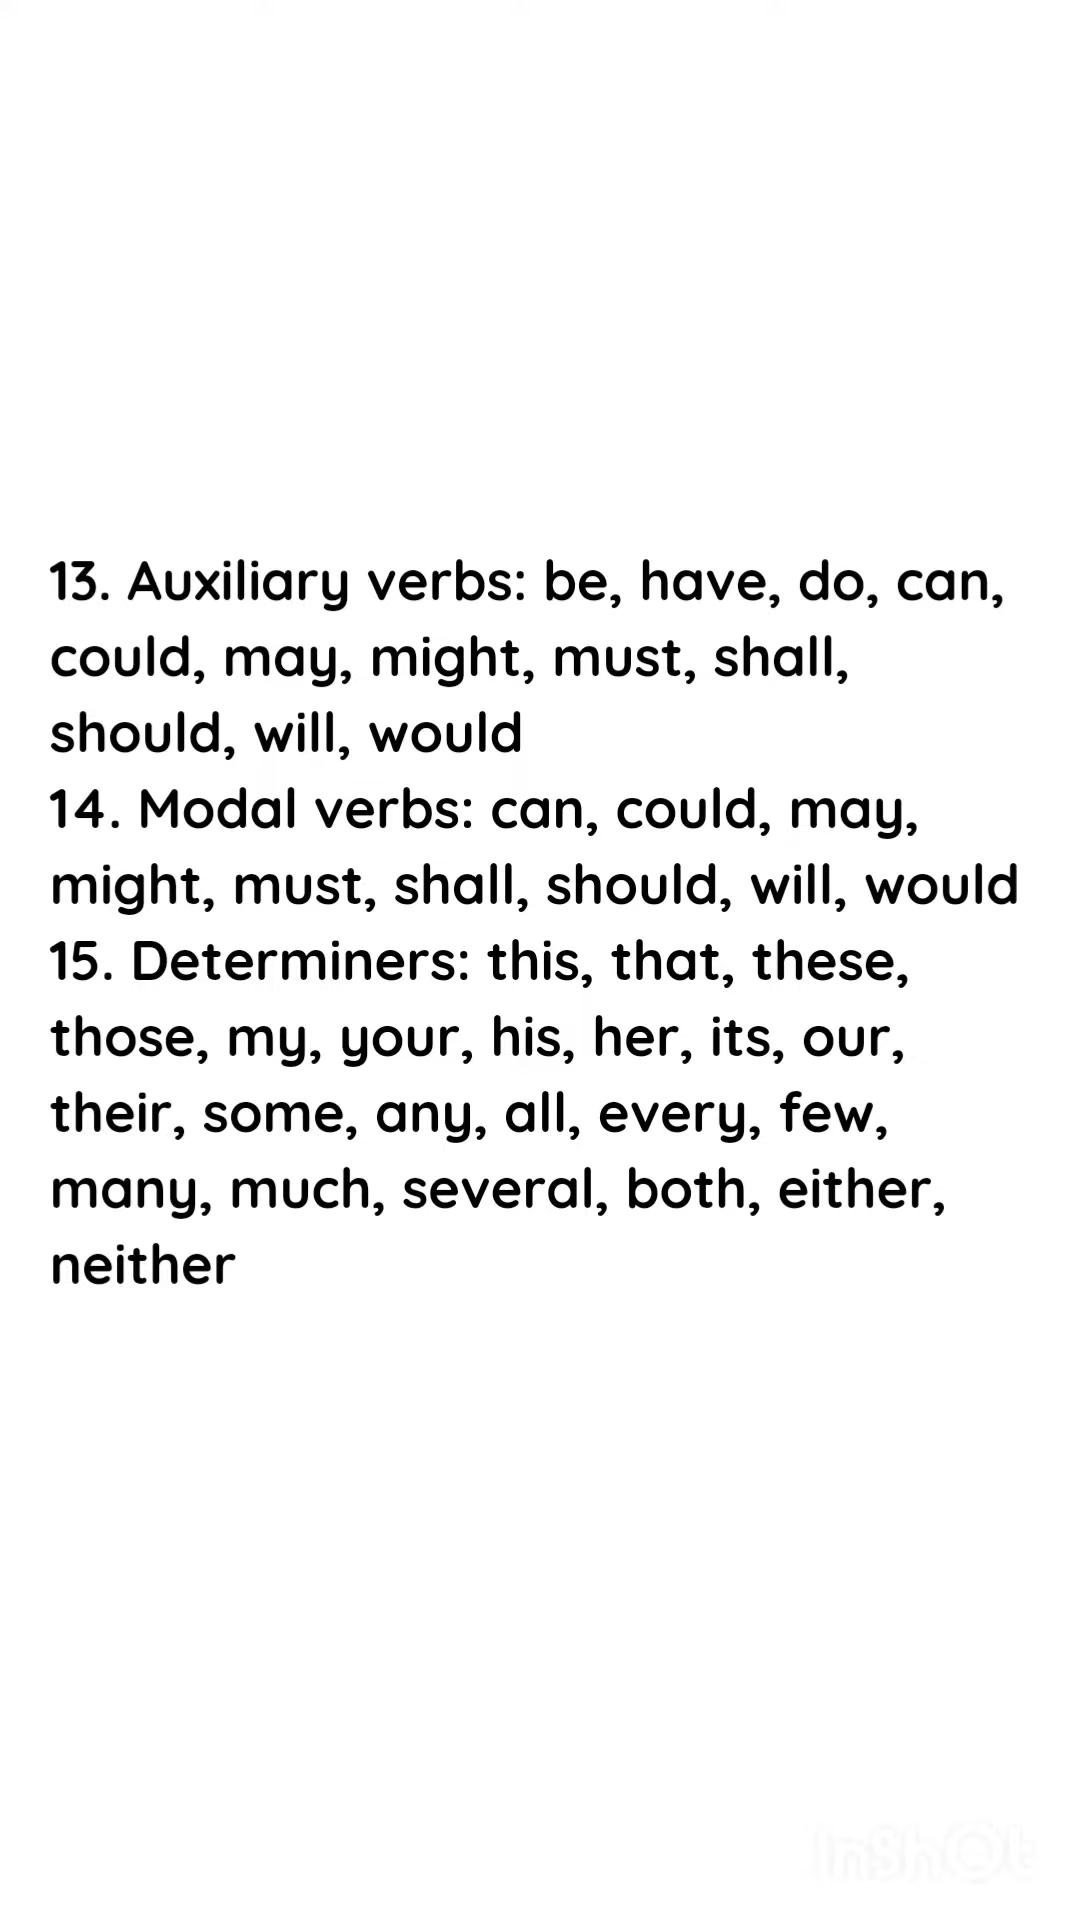 13. Auxiliary verbs: be, have, do, can,
could, may, might, must, shall,
should, will, would
14. Modal verbs: can, could, may,
might, must, shall, should, will, would
15. Determiners: this, that, these,
those, my, your, his, her, its, our,
their, some, any, all, every, few,
many, much, several, both, either,
neither
InShOt